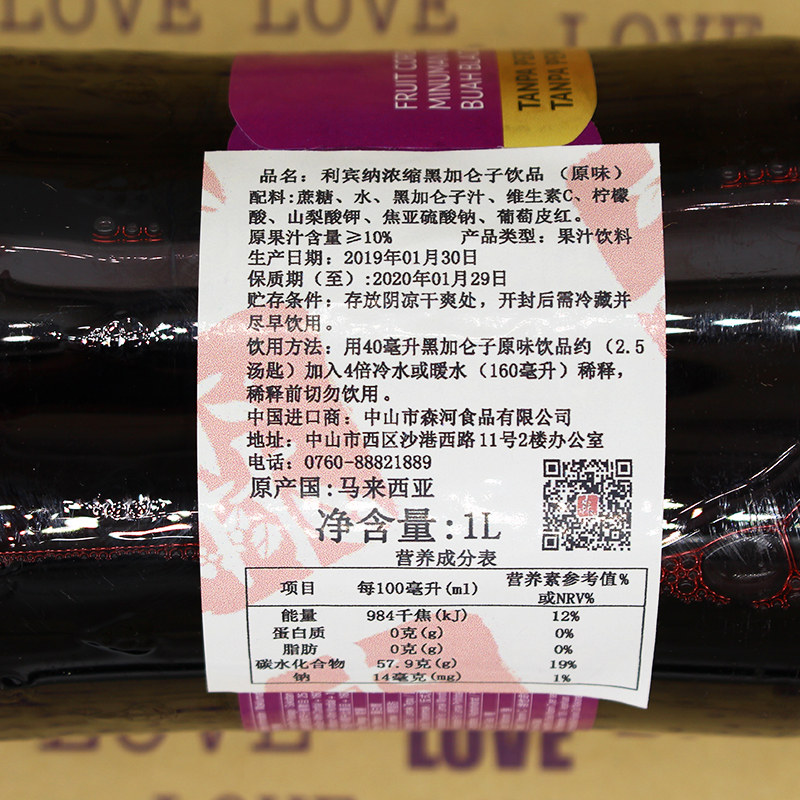 LOVE
LOVE
LOVE
FRUIT
MINUMA
BUAH BLA
TANPA
TANPA
品名：利宾纳浓缩黑加仑子饮品（原味）
配料:蔗糖、水、黑加仑子汁、维生素C、柠檬
酸、山梨酸钾、焦亚硫酸钠、葡萄皮红。
原果汁含量≥10% 产品类型：果汁饮料
生产日期：2019年01月30日
保质期（至）:2020年01月29日
贮存条件：存放阴凉干爽处，开封后需冷藏并
尽早饮用。
饮用方法：用40毫升黑加仑子原味饮品约（2.5
汤匙）加入4倍冷水或暖水（160毫升）稀释，
稀释前切勿饮用。
中国进口商：中山市森河食品有限公司
地址：中山市西区沙港西路11号2楼办公室
电话：0760-88821889
原产国:马来西亚
净含量:1L
营养成分表
项目 每100毫升(ml) 营养素参考值%
或NRV%
能量 984千焦(kJ) 12%
蛋白质 0克(g) 0%
脂肪 0克(g) 0%
碳水化合物 57.9克(g) 19%
钠 14毫克(mg) 1%
LOVE
LOVE